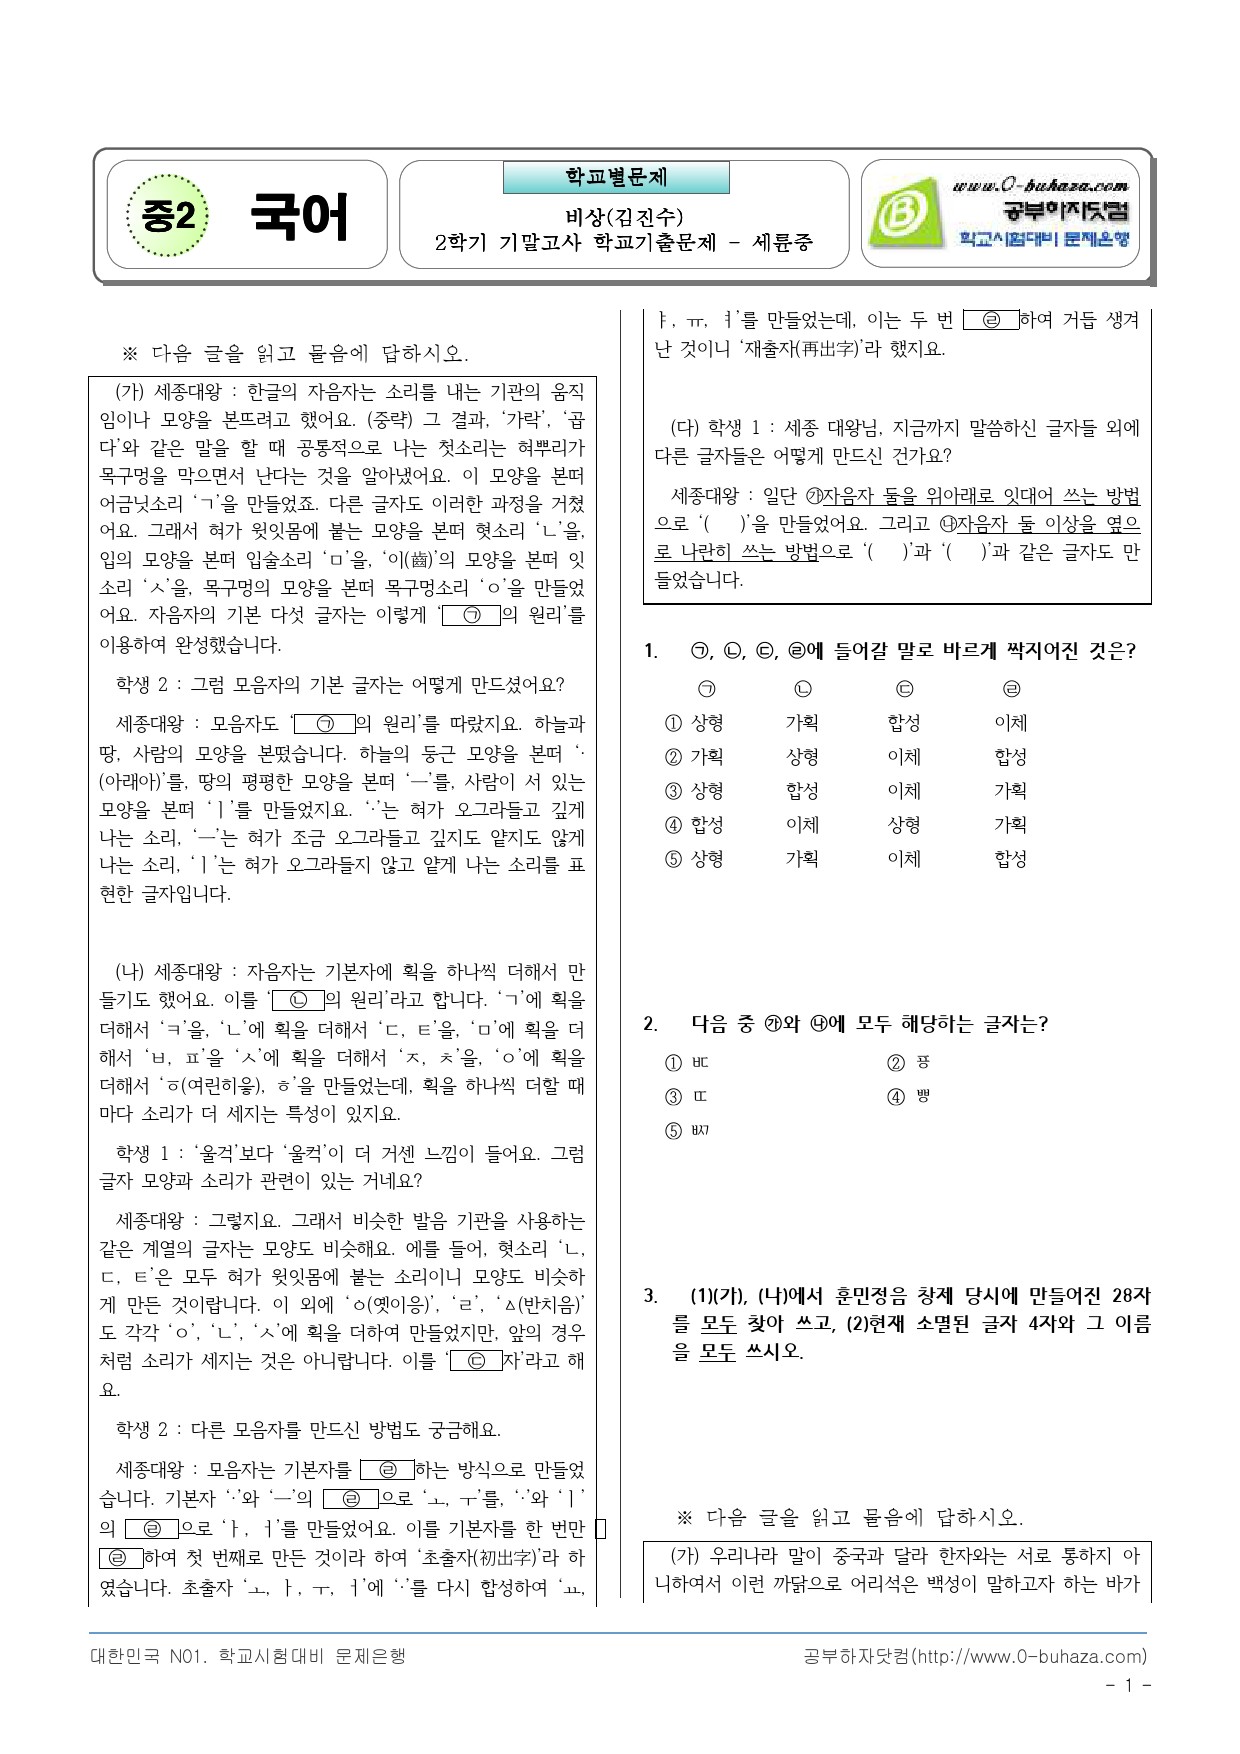 중2 국어
학교별문제
비상(김진수)
2학기 기말고사 학교기출문제 - 세륜중
www.0-buhaza.com
공부하자닷컴
학교시험대비 문제은행
※ 다음 글을 읽고 물음에 답하시오.
(가) 세종대왕 : 한글의 자음자는 소리를 내는 기관의 움직
임이나 모양을 본뜨려고 했어요. (중략) 그 결과, ‘가락’, ‘곱
다’와 같은 말을 할 때 공통적으로 나는 첫소리는 혀뿌리가
목구멍을 막으면서 난다는 것을 알아냈어요. 이 모양을 본떠
어금닛소리 ‘ㄱ’을 만들었죠. 다른 글자도 이러한 과정을 거쳤
어요. 그래서 혀가 윗잇몸에 붙는 모양을 본떠 혓소리 ‘ㄴ’을,
입의 모양을 본떠 입술소리 ‘ㅁ’을, ‘이(齒)’의 모양을 본떠 잇
소리 ‘ㅅ’을, 목구멍의 모양을 본떠 목구멍소리 ‘ㅇ’을 만들었
어요. 자음자의 기본 다섯 글자는 이렇게 ‘ ㉠ 의 원리’를
이용하여 완성했습니다.
학생 2 : 그럼 모음자의 기본 글자는 어떻게 만드셨어요?
세종대왕 : 모음자도 ‘ ㉠ 의 원리’를 따랐지요. 하늘과
땅, 사람의 모양을 본떴습니다. 하늘의 둥근 모양을 본떠 ‘·
(아래아)’를, 땅의 평평한 모양을 본떠 ‘ㅡ’를, 사람이 서 있는
모양을 본떠 ‘ㅣ’를 만들었지요. ‘·’는 혀가 오그라들고 깊게
나는 소리, ‘ㅡ’는 혀가 조금 오그라들고 깊지도 얕지도 않게
나는 소리, ‘ㅣ’는 혀가 오그라들지 않고 얕게 나는 소리를 표
현한 글자입니다.
(나) 세종대왕 : 자음자는 기본자에 획을 하나씩 더해서 만
들기도 했어요. 이를 ‘ ㉡ 의 원리’라고 합니다. ‘ㄱ’에 획을
더해서 ‘ㅋ’을, ‘ㄴ’에 획을 더해서 ‘ㄷ, ㅌ’을, ‘ㅁ’에 획을 더
해서 ‘ㅂ, ㅍ’을 ‘ㅅ’에 획을 더해서 ‘ㅈ, ㅊ’을, ‘ㅇ’에 획을
더해서 ‘ㆆ(여린히읗), ㅎ’을 만들었는데, 획을 하나씩 더할 때
마다 소리가 더 세지는 특성이 있지요.
학생 1 : ‘울걱’보다 ‘울컥’이 더 거센 느낌이 들어요. 그럼
글자 모양과 소리가 관련이 있는 거네요?
세종대왕 : 그렇지요. 그래서 비슷한 발음 기관을 사용하는
같은 계열의 글자는 모양도 비슷해요. 에를 들어, 혓소리 ‘ㄴ,
ㄷ, ㅌ’은 모두 혀가 윗잇몸에 붙는 소리이니 모양도 비슷하
게 만든 것이랍니다. 이 외에 ‘ㆁ(옛이응)’, ‘ㄹ’, ‘ㅿ(반치음)’
도 각각 ‘ㅇ’, ‘ㄴ’, ‘ㅅ’에 획을 더하여 만들었지만, 앞의 경우
처럼 소리가 세지는 것은 아니랍니다. 이를 ‘ ㉢ 자’라고 해
요.
학생 2 : 다른 모음자를 만드신 방법도 궁금해요.
세종대왕 : 모음자는 기본자를 ㉣ 하는 방식으로 만들었
습니다. 기본자 ‘·’와 ‘ㅡ’의 ㉣ 으로 ‘ㅗ, ㅜ’를, ‘·’와 ‘ㅣ’
의 ㉣ 으로 ‘ㅏ, ㅓ’를 만들었어요. 이를 기본자를 한 번만
㉣ 하여 첫 번째로 만든 것이라 하여 ‘초출자(初出字)’라 하
였습니다. 초출자 ‘ㅗ, ㅏ, ㅜ, ㅓ’에 ‘·’를 다시 합성하여 ‘ㅛ,
ㅑ, ㅠ, ㅕ’를 만들었는데, 이는 두 번 ㉣ 하여 거듭 생겨
난 것이니 ‘재출자(再出字)’라 했지요.
(다) 학생 1 : 세종 대왕님, 지금까지 말씀하신 글자들 외에
다른 글자들은 어떻게 만드신 건가요?
세종대왕 : 일단 ㉮자음자 둘을 위아래로 잇대어 쓰는 방법
으로 ‘( )’을 만들었어요. 그리고 ㉯자음자 둘 이상을 옆으
로 나란히 쓰는 방법으로 ‘( )’과 ‘( )’과 같은 글자도 만
들었습니다.
1. ㉠, ㉡, ㉢, ㉣에 들어갈 말로 바르게 짝지어진 것은?
㉠ ㉡ ㉢ ㉣
① 상형 가획 합성 이체
② 가획 상형 이체 합성
③ 상형 합성 이체 가획
④ 합성 이체 상형 가획
⑤ 상형 가획 이체 합성
2. 다음 중 ㉮와 ㉯에 모두 해당하는 글자는?
① ㅳ ② ㆄ
③ ㄸ ④ ㅹ
⑤ ㅶ
3. (1)(가), (나)에서 훈민정음 창제 당시에 만들어진 28자
를 모두 찾아 쓰고, (2)현재 소멸된 글자 4자와 그 이름
을 모두 쓰시오.
※ 다음 글을 읽고 물음에 답하시오.
(가) 우리나라 말이 중국과 달라 한자와는 서로 통하지 아
니하여서 이런 까닭으로 어리석은 백성이 말하고자 하는 바가
대한민국 N01. 학교시험대비 문제은행 공부하자닷컴(http://www.0-buhaza.com)
- 1 -